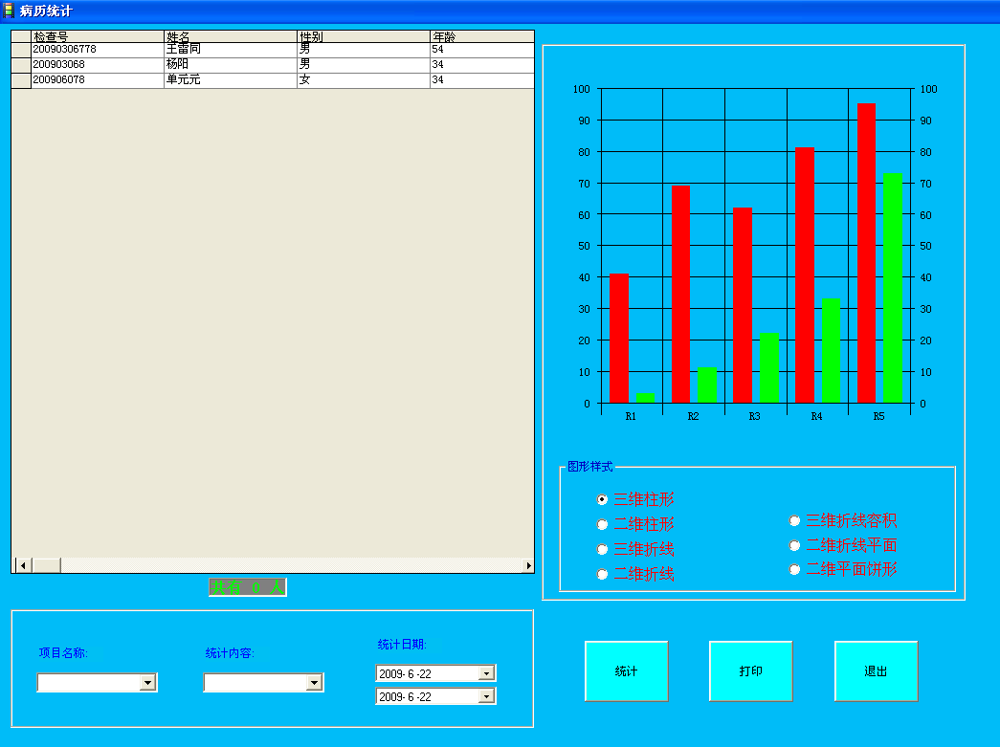 病历统计
检查号 姓名 性别 年龄
20090306778 王雷同 男 54
200903068 杨阳 男 34
200906078 单元元 女 34
共有 0 人
项目名称:
统计内容:
统计日期:
2009- 6 -22
2009- 6 -22
100 100
90 90
80 80
70 70
60 60
50 50
40 40
30 30
20 20
10 10
0 0
R1 R2 R3 R4 R5
图形样式
三维柱形
二维柱形
三维折线
二维折线
三维折线容积
二维折线平面
二维平面饼形
统计 打印 退出